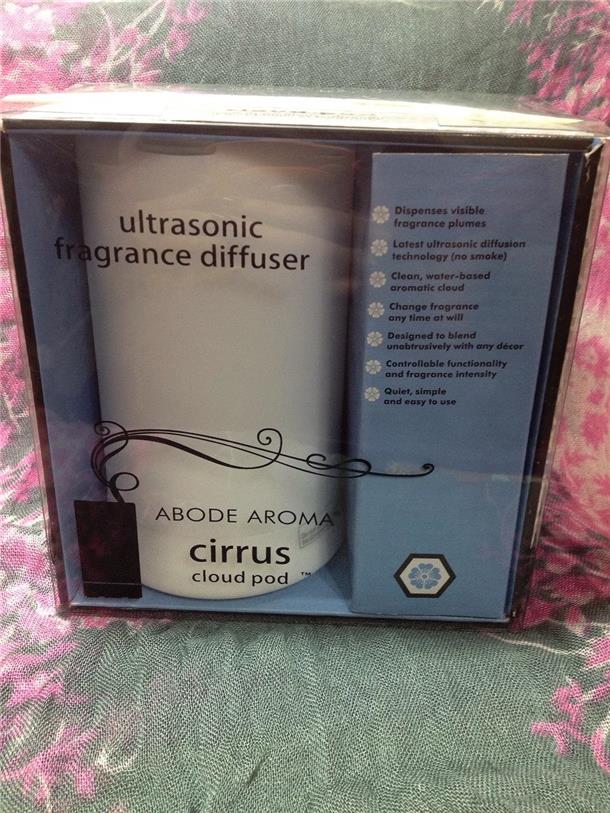 ultrasonic
fragrance diffuser
Dispenses visible
fragrance plumes
Latest ultrasonic diffusion
technology (no smoke)
Clean, water-based
aromatic cloud
Change fragrance
any time at will
Designed to blend
unobtrusively with any décor
Controllable functionality
and fragrance intensity
Quiet, simple
and easy to use
ABODE AROMA
cirrus
cloud pod ™